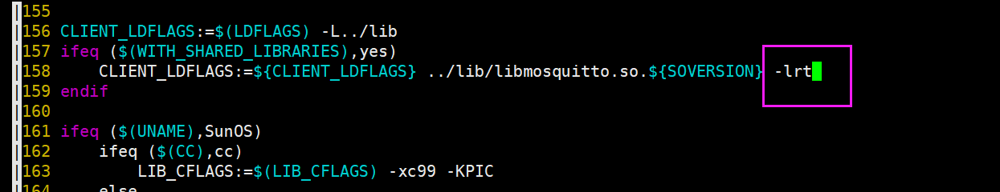 155
156 CLIENT_LDFLAGS:=$(LDFLAGS) -L../lib
157 ifeq ($(WITH_SHARED_LIBRARIES),yes)
158     CLIENT_LDFLAGS:=${CLIENT_LDFLAGS} ../lib/libmosquitto.so.${SOVERSION} -lrt
159 endif
160
161 ifeq ($(UNAME),SunOS)
162     ifeq ($(CC),cc)
163         LIB_CFLAGS:=$(LIB_CFLAGS) -xc99 -KPIC
164     else